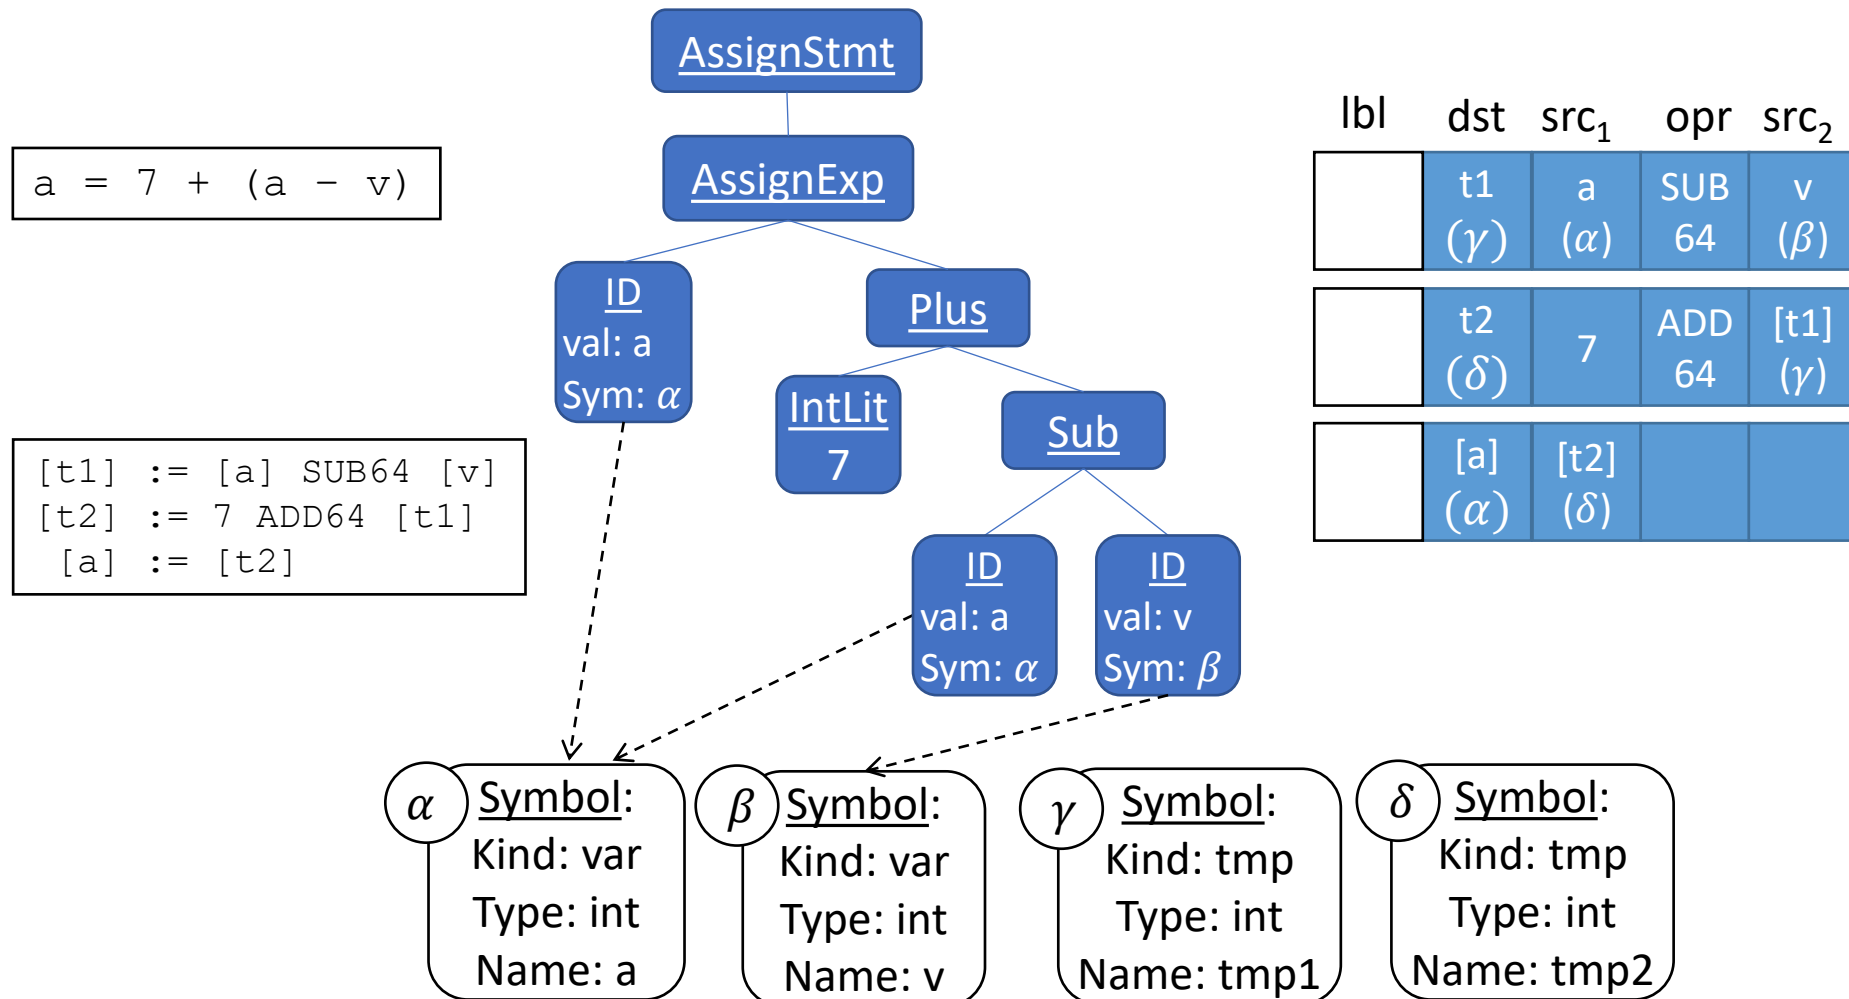 AssignStmt
a = 7 + (a - v)
AssignExp
ID
val: a
Sym: α
Plus
IntLit
7
Sub
ID
val: a
Sym: α
ID
val: v
Sym: β
[t1] := [a] SUB64 [v]
[t2] := 7 ADD64 [t1]
[a] := [t2]
lbl dst src₁ opr src₂
t1 a SUB v
(γ) (α) 64 (β)
t2 7 ADD [t1]
(δ) 64 (γ)
[a] [t2]
(α) (δ)
α
Symbol:
Kind: var
Type: int
Name: a
β
Symbol:
Kind: var
Type: int
Name: v
γ
Symbol:
Kind: tmp
Type: int
Name: tmp1
δ
Symbol:
Kind: tmp
Type: int
Name: tmp2